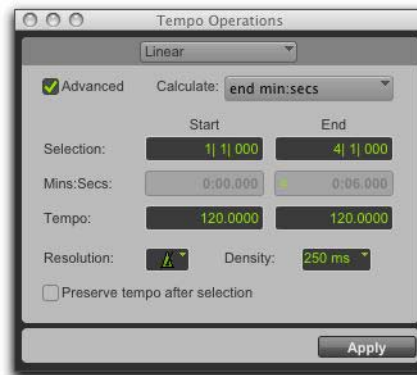 Tempo Operations
Linear
Advanced Calculate: end min:secs
Start End
Selection: 1| 1| 000 4| 1| 000
Mins:Secs: 0:00.000 0:06.000
Tempo: 120.0000 120.0000
Resolution: Density: 250 ms
Preserve tempo after selection
Apply